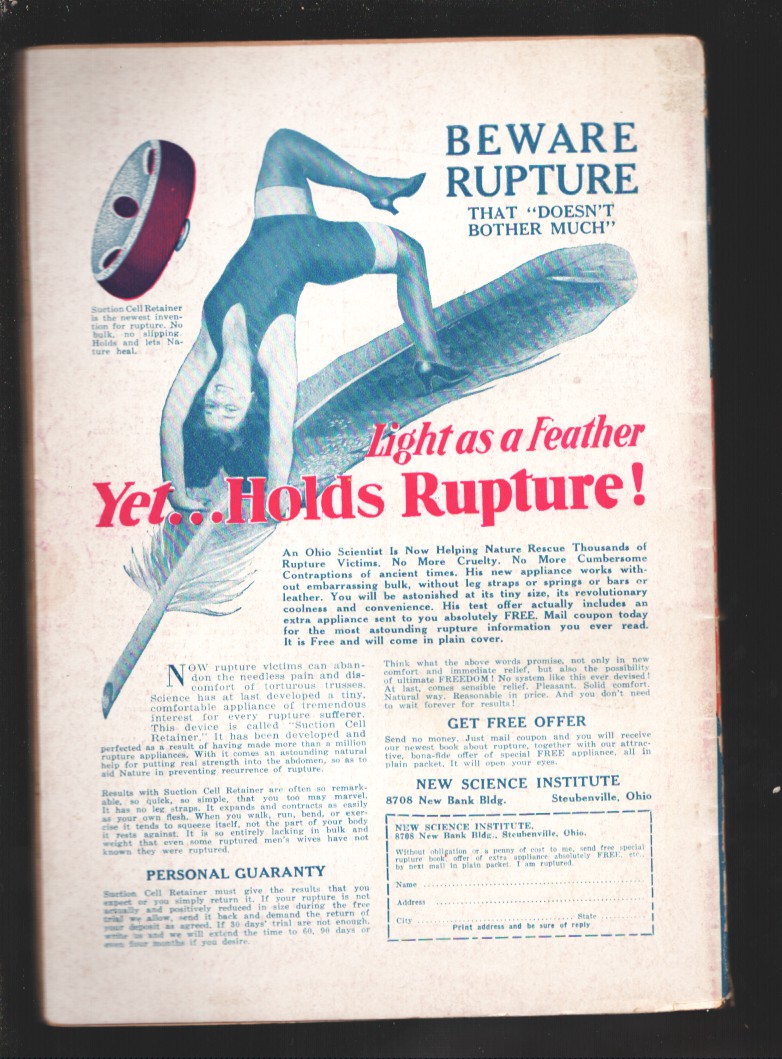 BEWARE
RUPTURE
THAT "DOESN'T
BOTHER MUCH"
Suction Cell Retainer
is the newest inven-
tion for rupture. No
bulk, no slipping.
Holds and lets Na-
ture heal.
Light as a Feather
Yet...Holds Rupture!
An Ohio Scientist Is Now Helping Nature Rescue Thousands of
Rupture Victims. No More Cruelty. No More Cumbersome
Contraptions of ancient times. His new appliance works with-
out embarrassing bulk, without leg straps or springs or bars or
leather. You will be astonished at its tiny size, its revolutionary
coolness and convenience. His test offer actually includes an
extra appliance sent to you absolutely FREE. Mail coupon today
for the most astounding rupture information you ever read.
It is Free and will come in plain cover.
NOW rupture victims can aban-
don the needless pain and dis-
comfort of torturous trusses.
Science has at last developed a tiny,
comfortable appliance of tremendous
interest for every rupture sufferer.
This device is called "Suction Cell
Retainer." It has been developed and
perfected as a result of having made more than a million
rupture appliances. With it comes an astounding natural
help for putting real strength into the abdomen, so as to
aid Nature in preventing recurrence of rupture.
Results with Suction Cell Retainer are often so remark-
able, so quick, so simple, that you too may marvel.
It has no leg straps. It expands and contracts as easily
as your own flesh. When you walk, run, bend, or exer-
cise it tends to squeeze itself, not the part of your body
it rests against. It is so entirely lacking in bulk and
weight that even some ruptured men's wives have not
known they were ruptured.
PERSONAL GUARANTY
Suction Cell Retainer must give the results that you
expect or you simply return it. If your rupture is not
actually and positively reduced in size during the free
trial we allow, send it back and demand the return of
your deposit as agreed. If 30 days' trial are not enough,
write us and we will extend the time to 60, 90 days or
even four months if you desire.
Think what the above words promise, not only in new
comfort and immediate relief, but also the possibility
of ultimate FREEDOM! No system like this ever devised!
At last, comes sensible relief. Pleasant. Solid comfort.
Natural way. Reasonable in price. And you don't need
to wait forever for results!
GET FREE OFFER
Send no money. Just mail coupon and you will receive
our newest book about rupture, together with our attrac-
tive, bona-fide offer of special FREE appliance, all in
plain packet. It will open your eyes.
NEW SCIENCE INSTITUTE
8708 New Bank Bldg. Steubenville, Ohio
NEW SCIENCE INSTITUTE,
8708 New Bank Bldg., Steubenville, Ohio.
Without obligation or a penny of cost to me, send free special
rupture book, offer of extra appliance absolutely FREE, etc.,
by next mail in plain packet. I am ruptured.
Name
Address
City State
Print address and be sure of reply